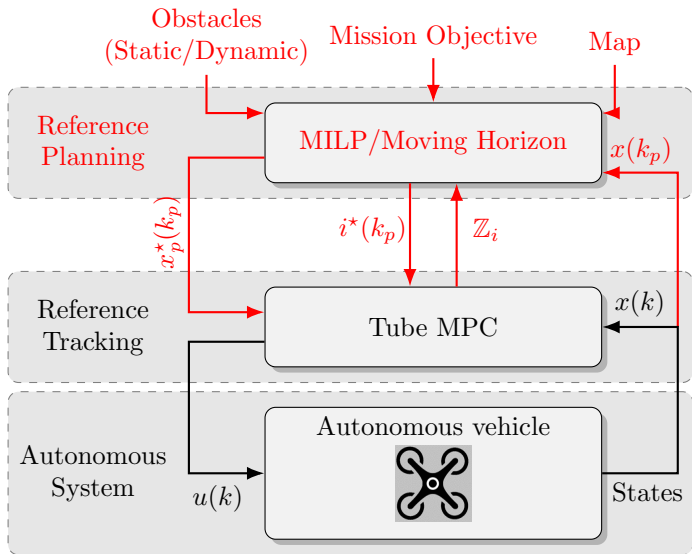 Obstacles
(Static/Dynamic)
Mission Objective
Map
Reference
Planning
MILP/Moving Horizon
x(k_p)
x_p^⋆(k_p)
i^⋆(k_p)
ℤ_i
Reference
Tracking
Tube MPC
x(k)
Autonomous
System
Autonomous vehicle
u(k)
States